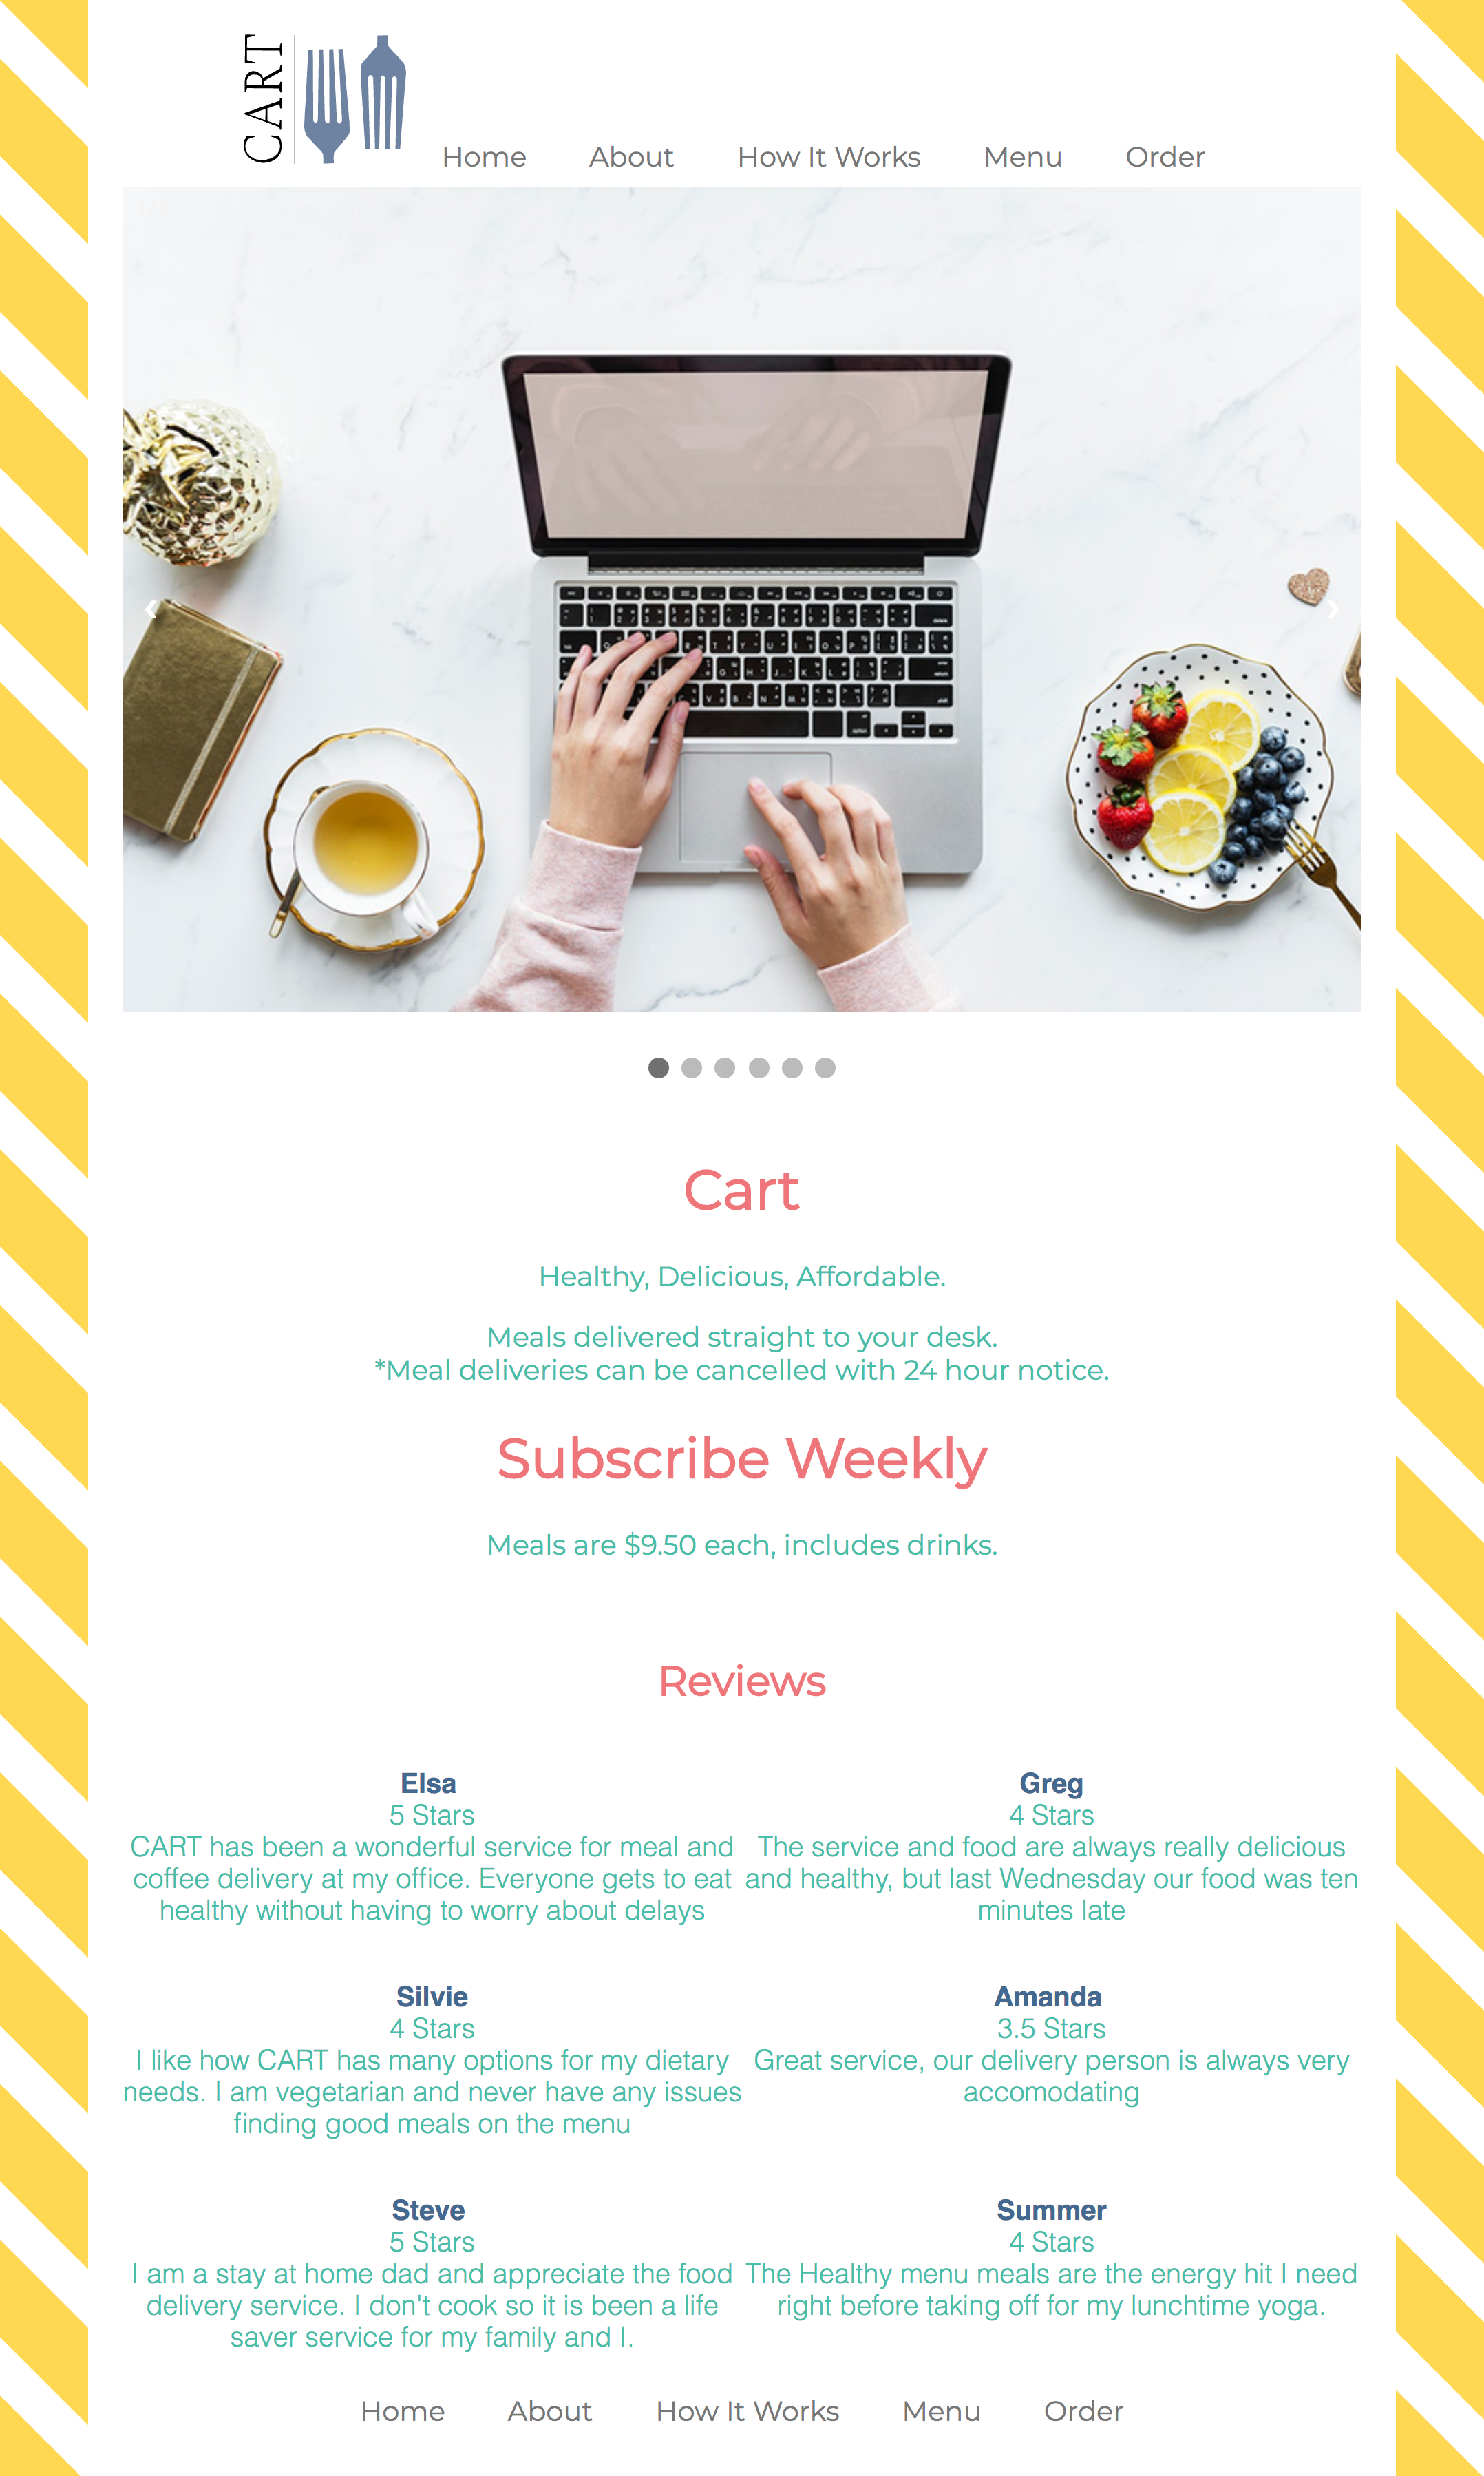 CART
Home About How It Works Menu Order
Cart
Healthy, Delicious, Affordable.
Meals delivered straight to your desk.
*Meal deliveries can be cancelled with 24 hour notice.
Subscribe Weekly
Meals are $9.50 each, includes drinks.
Reviews
Elsa
5 Stars
CART has been a wonderful service for meal and
coffee delivery at my office. Everyone gets to eat
healthy without having to worry about delays
Greg
4 Stars
The service and food are always really delicious
and healthy, but last Wednesday our food was ten
minutes late
Silvie
4 Stars
I like how CART has many options for my dietary
needs. I am vegetarian and never have any issues
finding good meals on the menu
Amanda
3.5 Stars
Great service, our delivery person is always very
accomodating
Steve
5 Stars
I am a stay at home dad and appreciate the food
delivery service. I don't cook so it is been a life
saver service for my family and I.
Summer
4 Stars
The Healthy menu meals are the energy hit I need
right before taking off for my lunchtime yoga.
Home About How It Works Menu Order